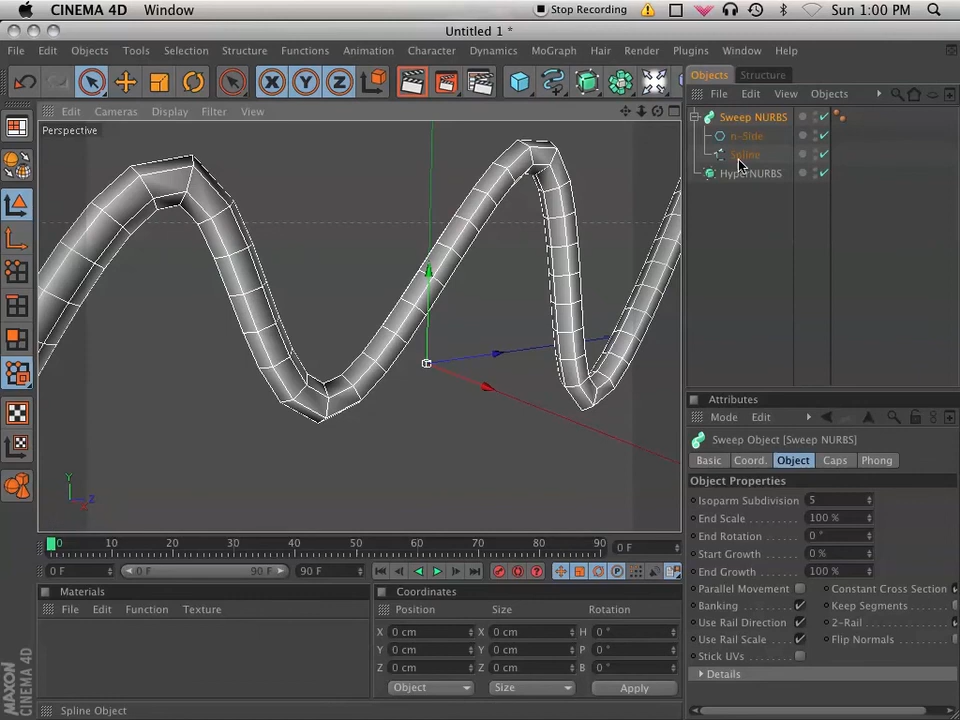 CINEMA 4D Window Stop Recording Sun 1:00 PM
Untitled 1 *
File Edit Objects Tools Selection Structure Functions Animation Character Dynamics MoGraph Hair Render Plugins Window Help
X Y Z
Objects Structure
File Edit View Objects
Edit Cameras Display Filter View
Perspective
Sweep NURBS
n-Side
Spline
HyperNURBS
Y
Z
Attributes
Mode Edit
Sweep Object [Sweep NURBS]
Basic Coord. Object Caps Phong
Object Properties
Isoparm Subdivision 5
End Scale 100 %
End Rotation 0 °
Start Growth 0 %
End Growth 100 %
Parallel Movement Constant Cross Section
Banking Keep Segments
Use Rail Direction 2-Rail
Use Rail Scale Flip Normals
Stick UVs
Details
0 10 20 30 40 50 60 70 80 90 0 F
0 F 0 F 90 F 90 F
Materials
File Edit Function Texture
Coordinates
Position Size Rotation
X 0 cm X 0 cm H 0 °
Y 0 cm Y 0 cm P 0 °
Z 0 cm Z 0 cm B 0 °
Object Size Apply
MAXON
CINEMA 4D
Spline Object